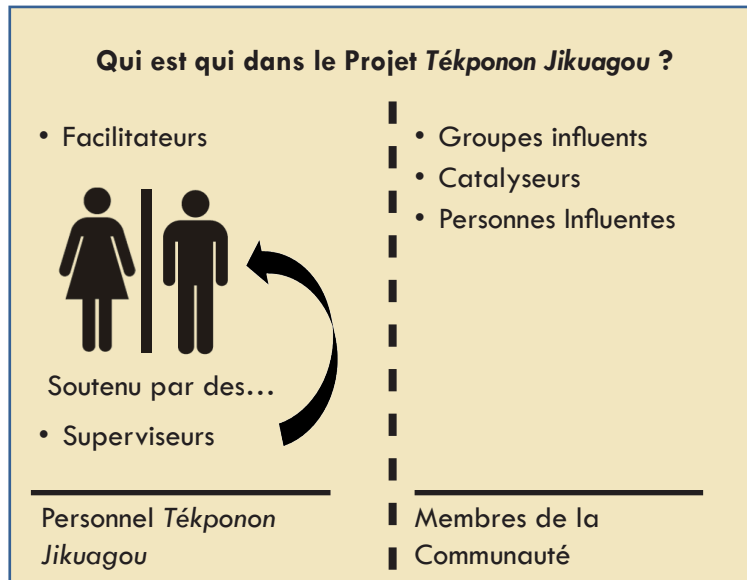 Qui est qui dans le Projet Tékponon Jikuagou ?
• Facilitateurs
Soutenu par des…
• Superviseurs
Personnel Tékponon
Jikuagou
• Groupes influents
• Catalyseurs
• Personnes Influentes
Membres de la
Communauté